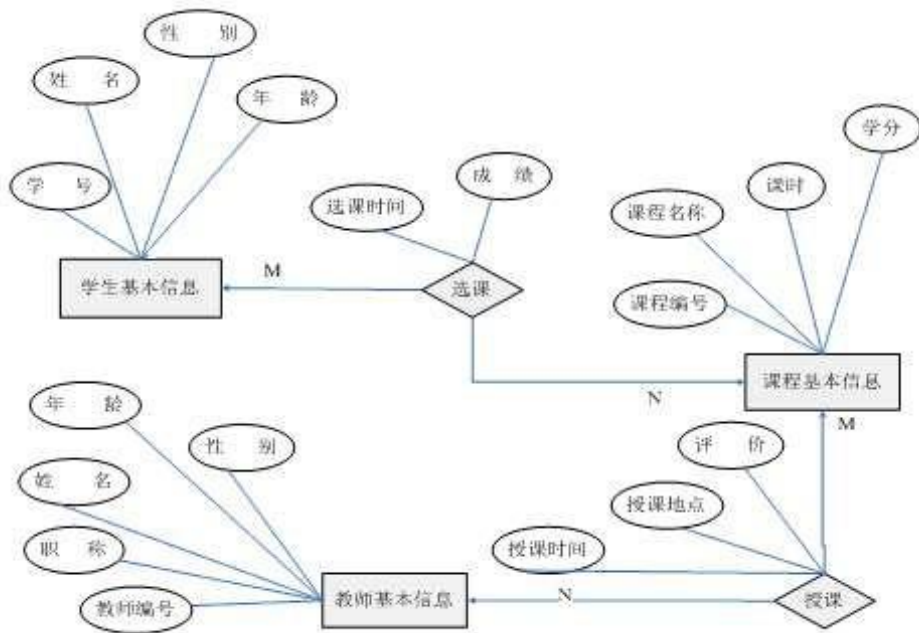 性 别
姓 名
年 龄
学 号
学生基本信息
选课时间
成 绩
M
选课
N
学分
课时
课程名称
课程编号
课程基本信息
M
年 龄
性 别
姓 名
职 称
教师编号
教师基本信息
评 价
授课地点
授课时间
N
授课